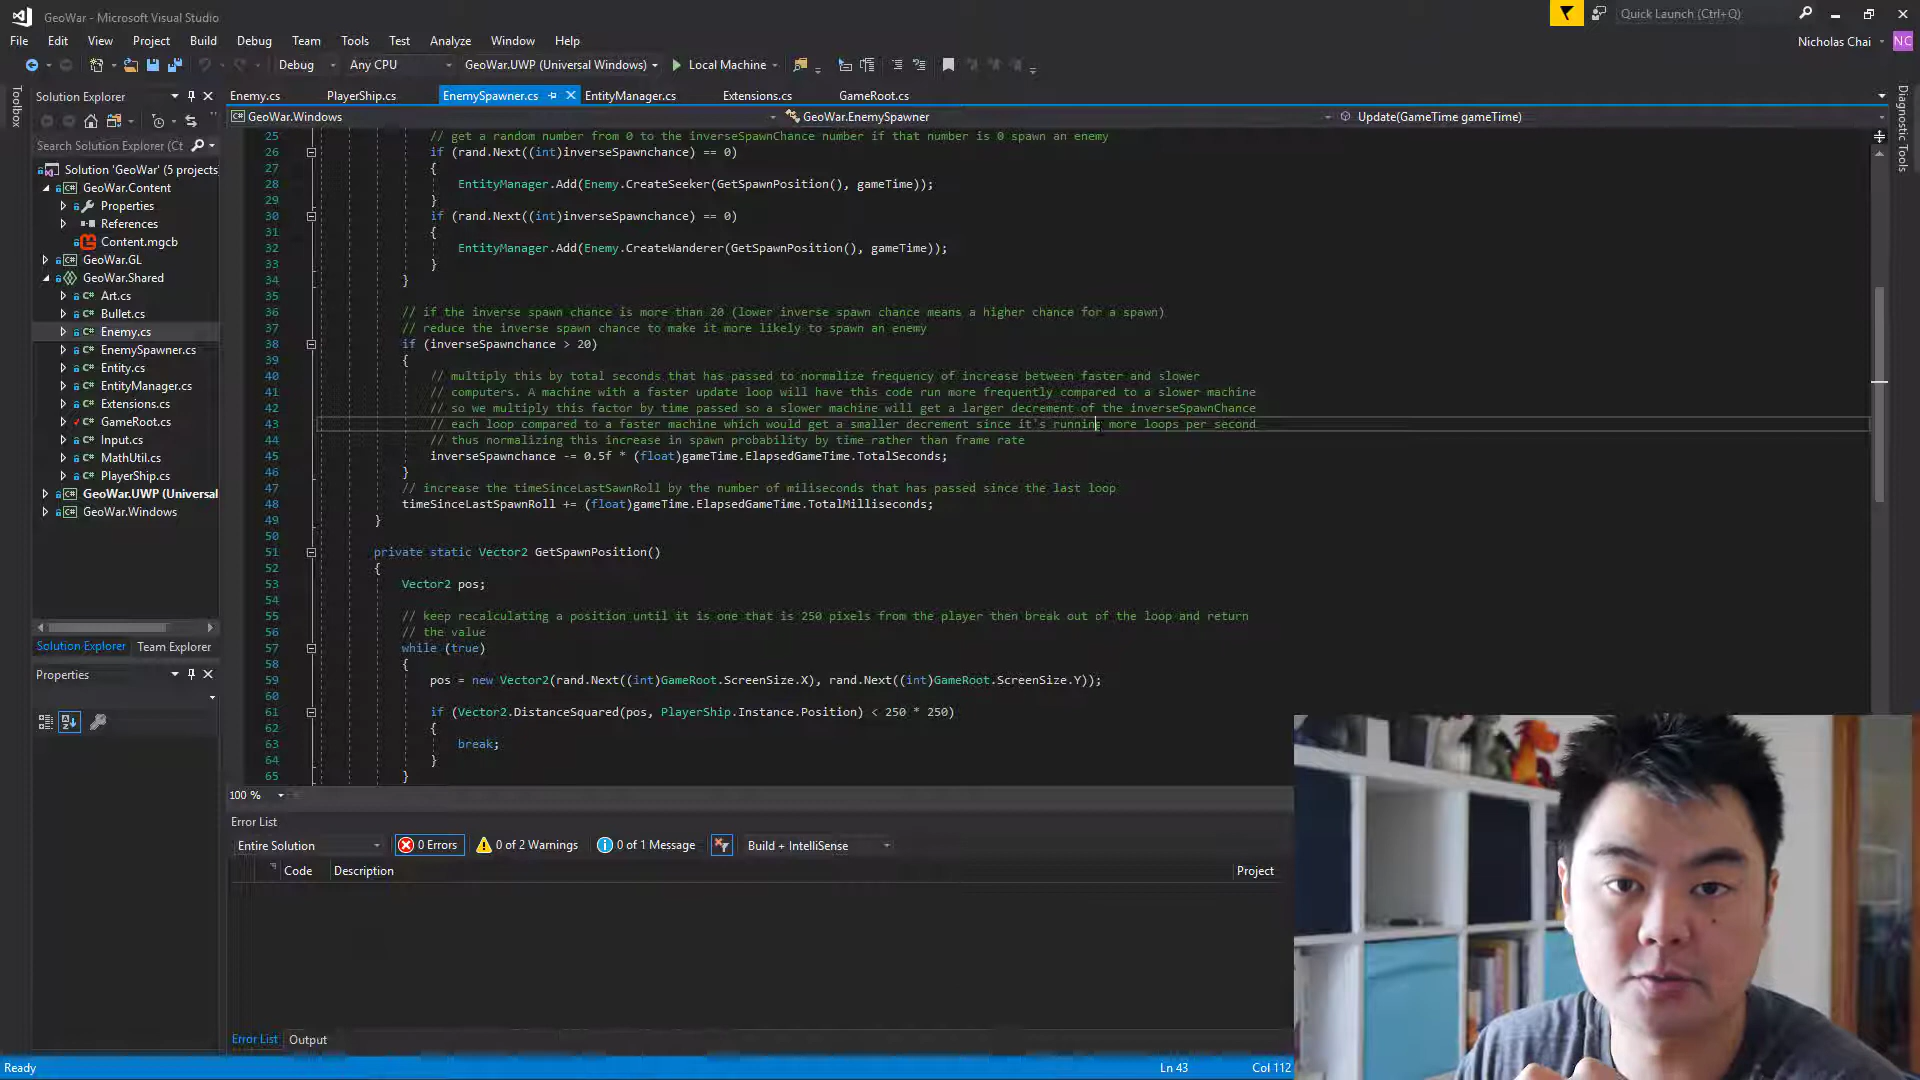 GeoWar - Microsoft Visual Studio
Quick Launch (Ctrl+Q)
File Edit View Project Build Debug Team Tools Test Analyze Window Help
Nicholas Chai NC
Debug Any CPU GeoWar.UWP (Universal Windows) Local Machine
Toolbox
Solution Explorer
Enemy.cs PlayerShip.cs EnemySpawner.cs EntityManager.cs Extensions.cs GameRoot.cs
Diagnostic Tools
GeoWar.Windows GeoWar.EnemySpawner Update(GameTime gameTime)
Search Solution Explorer (Ct
Solution 'GeoWar' (5 projects
GeoWar.Content
Properties
References
Content.mgcb
GeoWar.GL
GeoWar.Shared
Art.cs
Bullet.cs
Enemy.cs
EnemySpawner.cs
Entity.cs
EntityManager.cs
Extensions.cs
GameRoot.cs
Input.cs
MathUtil.cs
PlayerShip.cs
GeoWar.UWP (Universal
GeoWar.Windows
Solution Explorer Team Explorer
Properties
25 // get a random number from 0 to the inverseSpawnChance number if that number is 0 spawn an enemy
26 if (rand.Next((int)inverseSpawnchance) == 0)
27 {
28 EntityManager.Add(Enemy.CreateSeeker(GetSpawnPosition(), gameTime));
29 }
30 if (rand.Next((int)inverseSpawnchance) == 0)
31 {
32 EntityManager.Add(Enemy.CreateWanderer(GetSpawnPosition(), gameTime));
33 }
34 }
35
36 // if the inverse spawn chance is more than 20 (lower inverse spawn chance means a higher chance for a spawn)
37 // reduce the inverse spawn chance to make it more likely to spawn an enemy
38 if (inverseSpawnchance > 20)
39 {
40 // multiply this by total seconds that has passed to normalize frequency of increase between faster and slower
41 // computers. A machine with a faster update loop will have this code run more frequently compared to a slower machine
42 // so we multiply this factor by time passed so a slower machine will get a larger decrement of the inverseSpawnChance
43 // each loop compared to a faster machine which would get a smaller decrement since it's running more loops per second
44 // thus normalizing this increase in spawn probability by time rather than frame rate
45 inverseSpawnchance -= 0.5f * (float)gameTime.ElapsedGameTime.TotalSeconds;
46 }
47 // increase the timeSinceLastSawnRoll by the number of miliseconds that has passed since the last loop
48 timeSinceLastSpawnRoll += (float)gameTime.ElapsedGameTime.TotalMilliseconds;
49 }
50
51 private static Vector2 GetSpawnPosition()
52 {
53 Vector2 pos;
54
55 // keep recalculating a position until it is one that is 250 pixels from the player then break out of the loop and return
56 // the value
57 while (true)
58 {
59 pos = new Vector2(rand.Next((int)GameRoot.ScreenSize.X), rand.Next((int)GameRoot.ScreenSize.Y));
60
61 if (Vector2.DistanceSquared(pos, PlayerShip.Instance.Position) < 250 * 250)
62 {
63 break;
64 }
65 }
100 %
Error List
Entire Solution 0 Errors 0 of 2 Warnings 0 of 1 Message Build + IntelliSense
Code Description Project
Error List Output
Ready Ln 43 Col 112